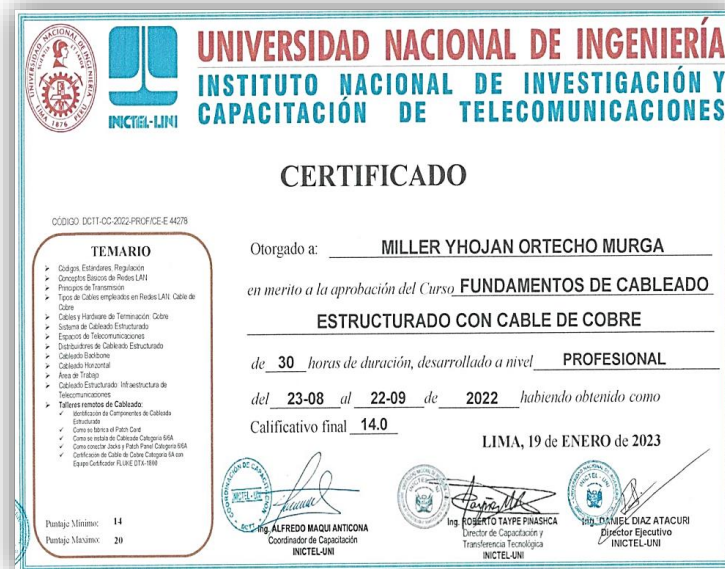 UNIVERSIDAD NACIONAL DE INGENIERÍA
INSTITUTO NACIONAL DE INVESTIGACIÓN Y
CAPACITACIÓN DE TELECOMUNICACIONES
INICTEL-UNI
CERTIFICADO
CÓDIGO: DCTT-CC-2022-PROF/CE-E 44278
TEMARIO
Códigos, Estándares, Regulación
Conceptos Básicos de Redes LAN
Principios de Transmisión
Tipos de Cables empleados en Redes LAN: Cable de
Cobre
Cables y Hardware de Terminación: Cobre
Sistema de Cableado Estructurado
Espacios de Telecomunicaciones
Distribuidores de Cableado Estructurado
Cableado Backbone
Cableado Horizontal
Área de Trabajo
Cableado Estructurado: Infraestructura de
Telecomunicaciones
Talleres remotos de Cableado:
Identificación de Componentes de Cableado
Estructurado
Como se fabrica el Patch Cord
Como se instala de Cableado Categoría 6/6A
Como conectar Jacks y Patch Panel Categoría 6/6A
Certificación de Cable de Cobre Categoría 6A con
Equipo Certificador FLUKE DTX-1800
Puntaje Mínimo: 14
Puntaje Maximo: 20
Otorgado a: MILLER YHOJAN ORTECHO MURGA
en merito a la aprobación del Curso FUNDAMENTOS DE CABLEADO
ESTRUCTURADO CON CABLE DE COBRE
de 30 horas de duración, desarrollado a nivel PROFESIONAL
del 23-08 al 22-09 de 2022 habiendo obtenido como
Calificativo final 14.0
LIMA, 19 de ENERO de 2023
Ing. ALFREDO MAQUI ANTICONA
Coordinador de Capacitación
INICTEL-UNI
Ing. ROBERTO TAYPE PINASHCA
Director de Capacitación y
Transferencia Tecnológica
INICTEL-UNI
Ing. DANIEL DIAZ ATACURI
Director Ejecutivo
INICTEL-UNI